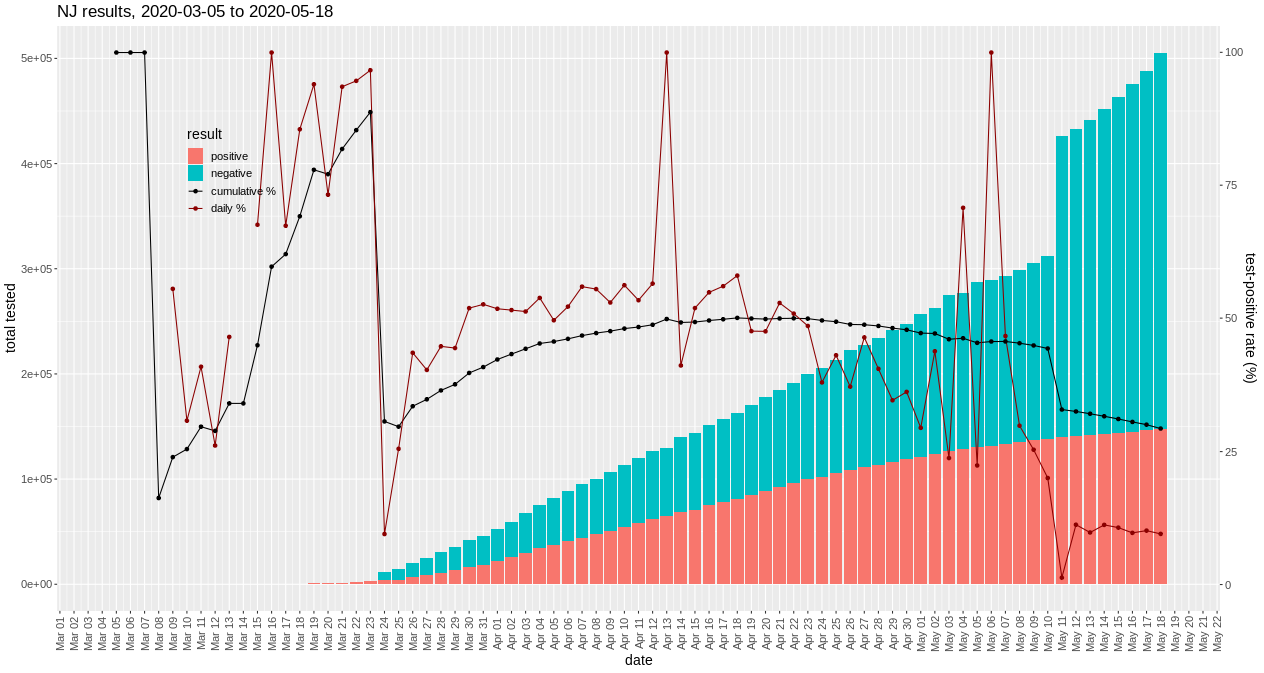 NJ results, 2020-03-05 to 2020-05-18
total tested
5e+05
4e+05
3e+05
2e+05
1e+05
0e+00
result
positive
negative
cumulative %
daily %
100
75
50
25
0
test-positive rate (%)
Mar 01
Mar 02
Mar 03
Mar 04
Mar 05
Mar 06
Mar 07
Mar 08
Mar 09
Mar 10
Mar 11
Mar 12
Mar 13
Mar 14
Mar 15
Mar 16
Mar 17
Mar 18
Mar 19
Mar 20
Mar 21
Mar 22
Mar 23
Mar 24
Mar 25
Mar 26
Mar 27
Mar 28
Mar 29
Mar 30
Mar 31
Apr 01
Apr 02
Apr 03
Apr 04
Apr 05
Apr 06
Apr 07
Apr 08
Apr 09
Apr 10
Apr 11
Apr 12
Apr 13
Apr 14
Apr 15
Apr 16
Apr 17
Apr 18
Apr 19
Apr 20
Apr 21
Apr 22
Apr 23
Apr 24
Apr 25
Apr 26
Apr 27
Apr 28
Apr 29
Apr 30
May 01
May 02
May 03
May 04
May 05
May 06
May 07
May 08
May 09
May 10
May 11
May 12
May 13
May 14
May 15
May 16
May 17
May 18
May 19
May 20
May 21
May 22
date